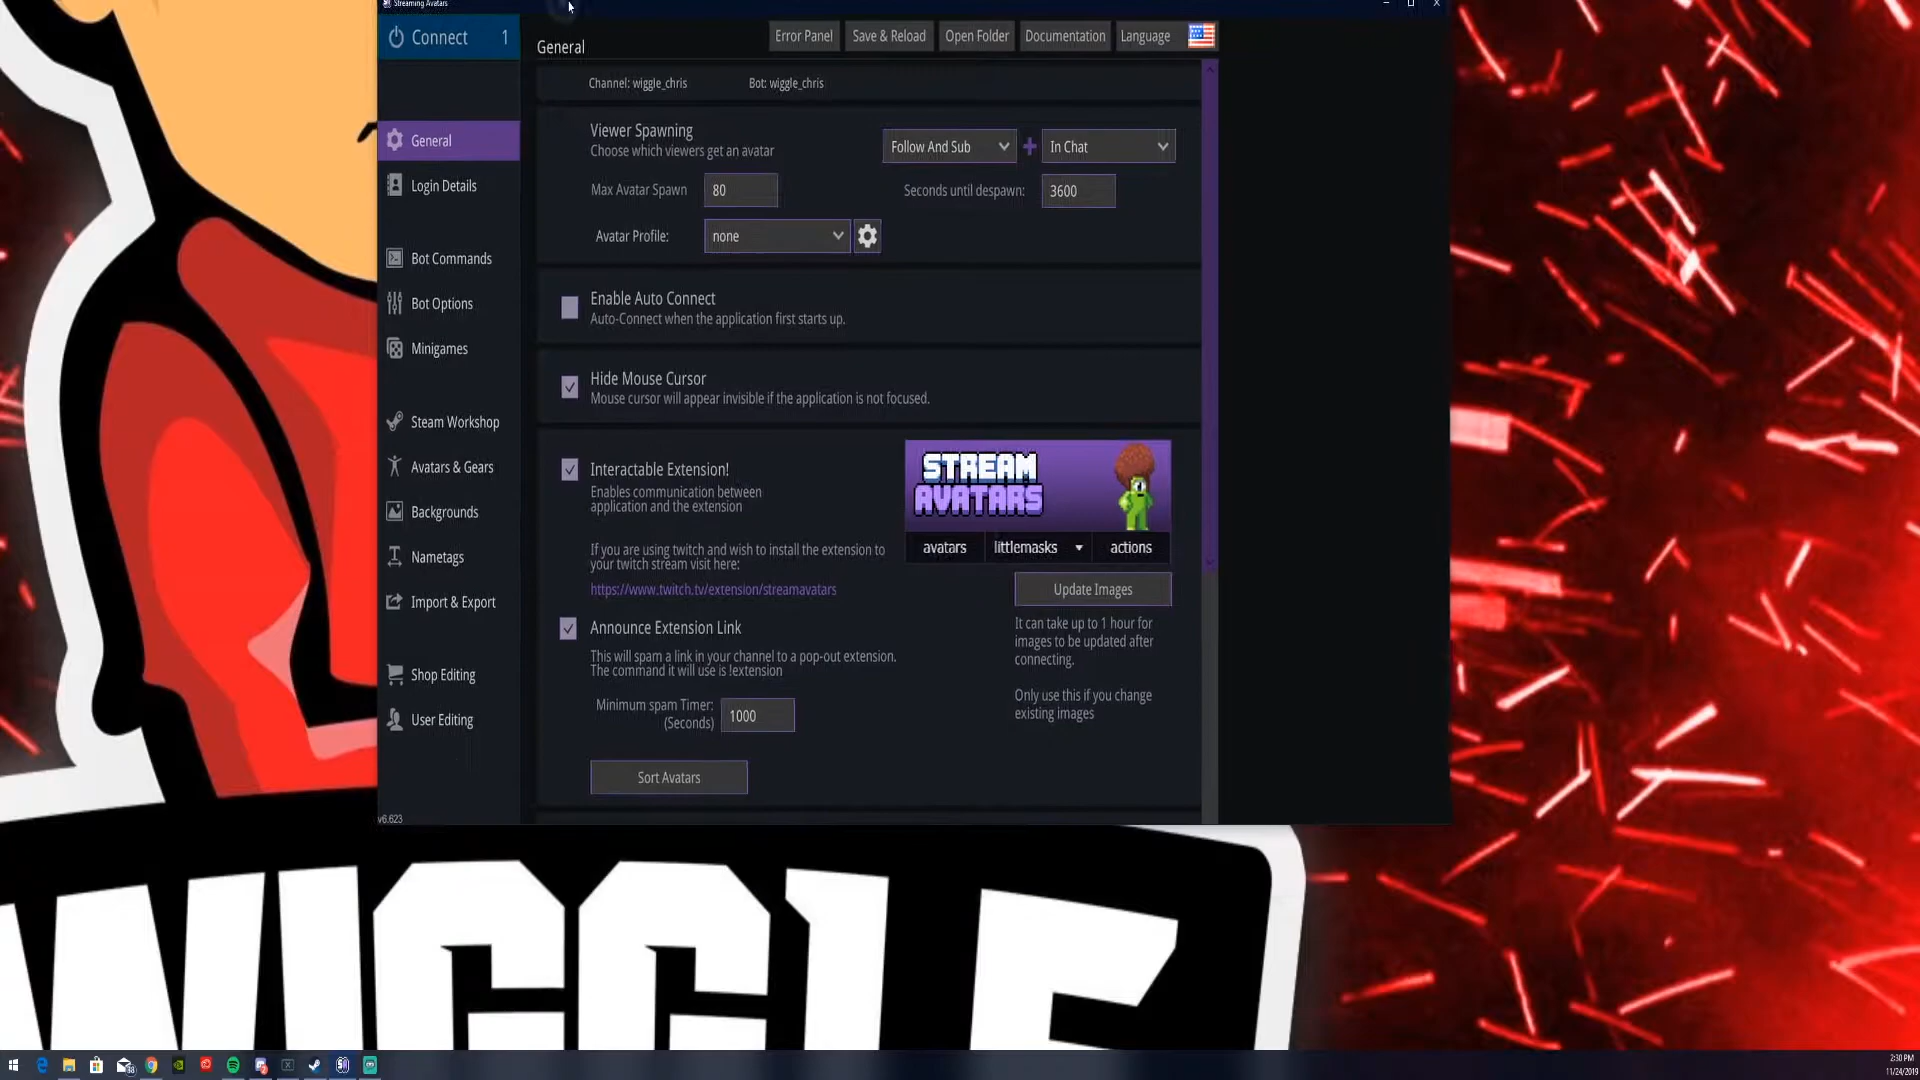 Streaming Avatars
Connect 1
General
Error Panel
Save & Reload
Open Folder
Documentation
Language
Channel: wiggle_chris
Bot: wiggle_chris
General
Login Details
Bot Commands
Bot Options
Minigames
Steam Workshop
Avatars & Gears
Backgrounds
Nametags
Import & Export
Shop Editing
User Editing
v6.623
Viewer Spawning
Choose which viewers get an avatar
Follow And Sub
+
In Chat
Max Avatar Spawn 80
Seconds until despawn: 3600
Avatar Profile: none
Enable Auto Connect
Auto-Connect when the application first starts up.
Hide Mouse Cursor
Mouse cursor will appear invisible if the application is not focused.
Interactable Extension!
Enables communication between
application and the extension
If you are using twitch and wish to install the extension to
your twitch stream visit here:
https://www.twitch.tv/extension/streamavatars
STREAM
AVATARS
avatars
littlemasks
actions
Update Images
It can take up to 1 hour for
images to be updated after
connecting.
Only use this if you change
existing images
Announce Extension Link
This will spam a link in your channel to a pop-out extension.
The command it will use is !extension
Minimum spam Timer:
(Seconds)
1000
Sort Avatars
WIGGLE
2:30 PM
11/24/2019